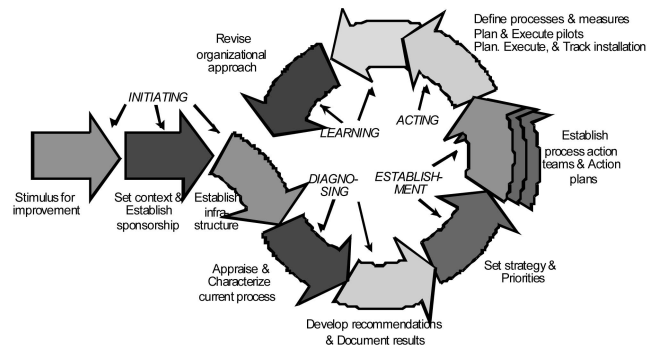 Define processes & measures
Plan & Execute pilots
Plan. Execute, & Track installation
Revise
organizational
approach
INITIATING
LEARNING
ACTING
Establish
process action
teams & Action
plans
Stimulus for
improvement
Set context &
Establish
sponsorship
Establish
infra-
structure
DIAGNO-
SING
ESTABLISH-
MENT
Appraise &
Characterize
current process
Set strategy &
Priorities
Develop recommendations
& Document results